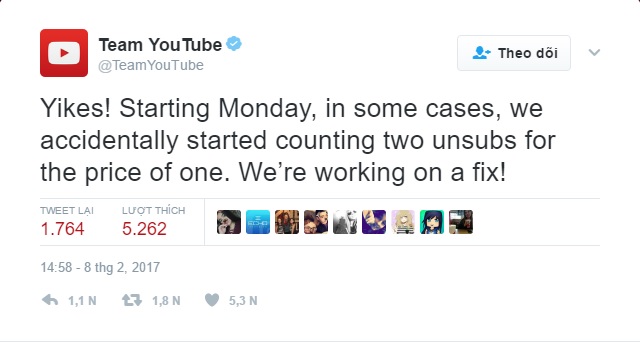 Team YouTube
@TeamYouTube
Theo dõi
Yikes! Starting Monday, in some cases, we
accidentally started counting two unsubs for
the price of one. We’re working on a fix!
TWEET LẠI LƯỢT THÍCH
1.764 5.262
14:58 - 8 thg 2, 2017
1,1 N 1,8 N 5,3 N